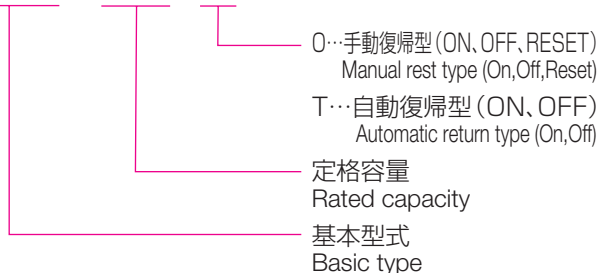 O…手動復帰型（ON、OFF、RESET）
Manual rest type (On,Off,Reset)
T…自動復帰型（ON、OFF）
Automatic return type (On,Off)
定格容量
Rated capacity
基本型式
Basic type